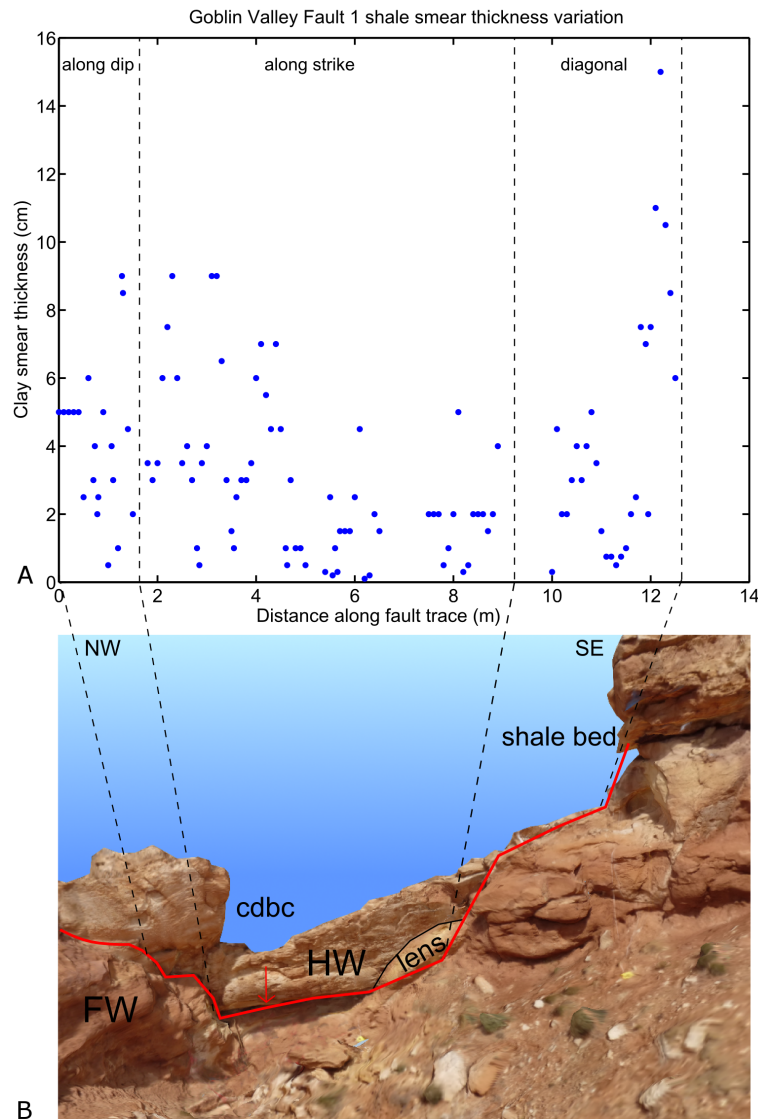 Goblin Valley Fault 1 shale smear thickness variation
16
along dip along strike diagonal
14
12
10
8
6
4
2
0
Clay smear thickness (cm)
A
0 2 4 6 8 10 12 14
Distance along fault trace (m)
NW SE
shale bed
cdbc
HW lens
FW
B